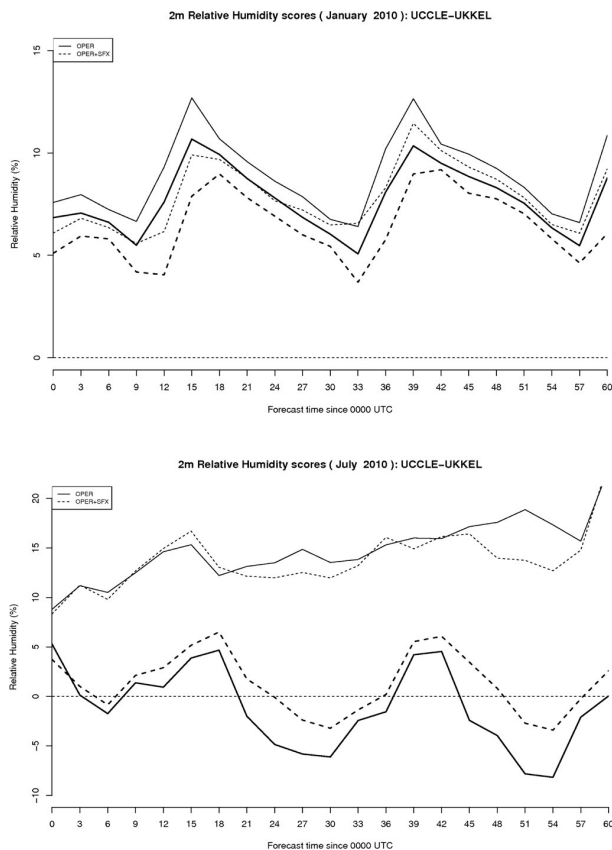 2m Relative Humidity scores ( January 2010 ): UCCLE−UKKEL
OPER
OPER+SFX
Relative Humidity (%)
15
10
5
0
0 3 6 9 12 15 18 21 24 27 30 33 36 39 42 45 48 51 54 57 60
Forecast time since 0000 UTC
2m Relative Humidity scores ( July 2010 ): UCCLE−UKKEL
OPER
OPER+SFX
Relative Humidity (%)
20
15
10
5
0
−5
−10
0 3 6 9 12 15 18 21 24 27 30 33 36 39 42 45 48 51 54 57 60
Forecast time since 0000 UTC